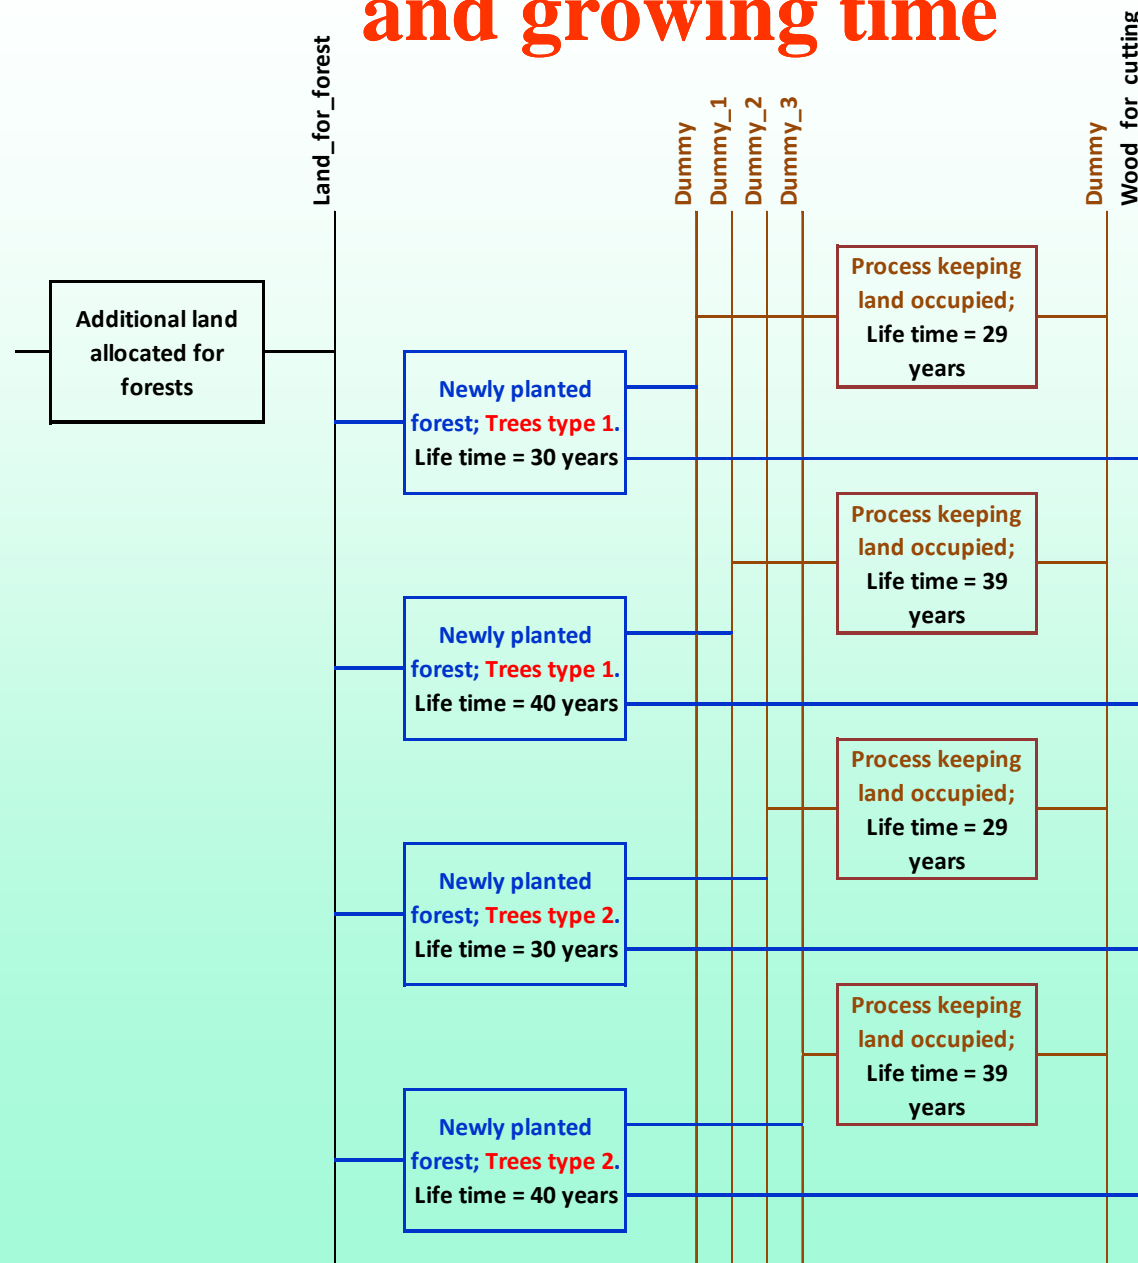 and growing time
Land_for_forest
Dummy
Dummy_1
Dummy_2
Dummy_3
Dummy
Wood_for_cutting
Additional land
allocated for
forests
Process keeping
land occupied;
Life time = 29
years
Newly planted
forest; Trees type 1.
Life time = 30 years
Process keeping
land occupied;
Life time = 39
years
Newly planted
forest; Trees type 1.
Life time = 40 years
Process keeping
land occupied;
Life time = 29
years
Newly planted
forest; Trees type 2.
Life time = 30 years
Process keeping
land occupied;
Life time = 39
years
Newly planted
forest; Trees type 2.
Life time = 40 years